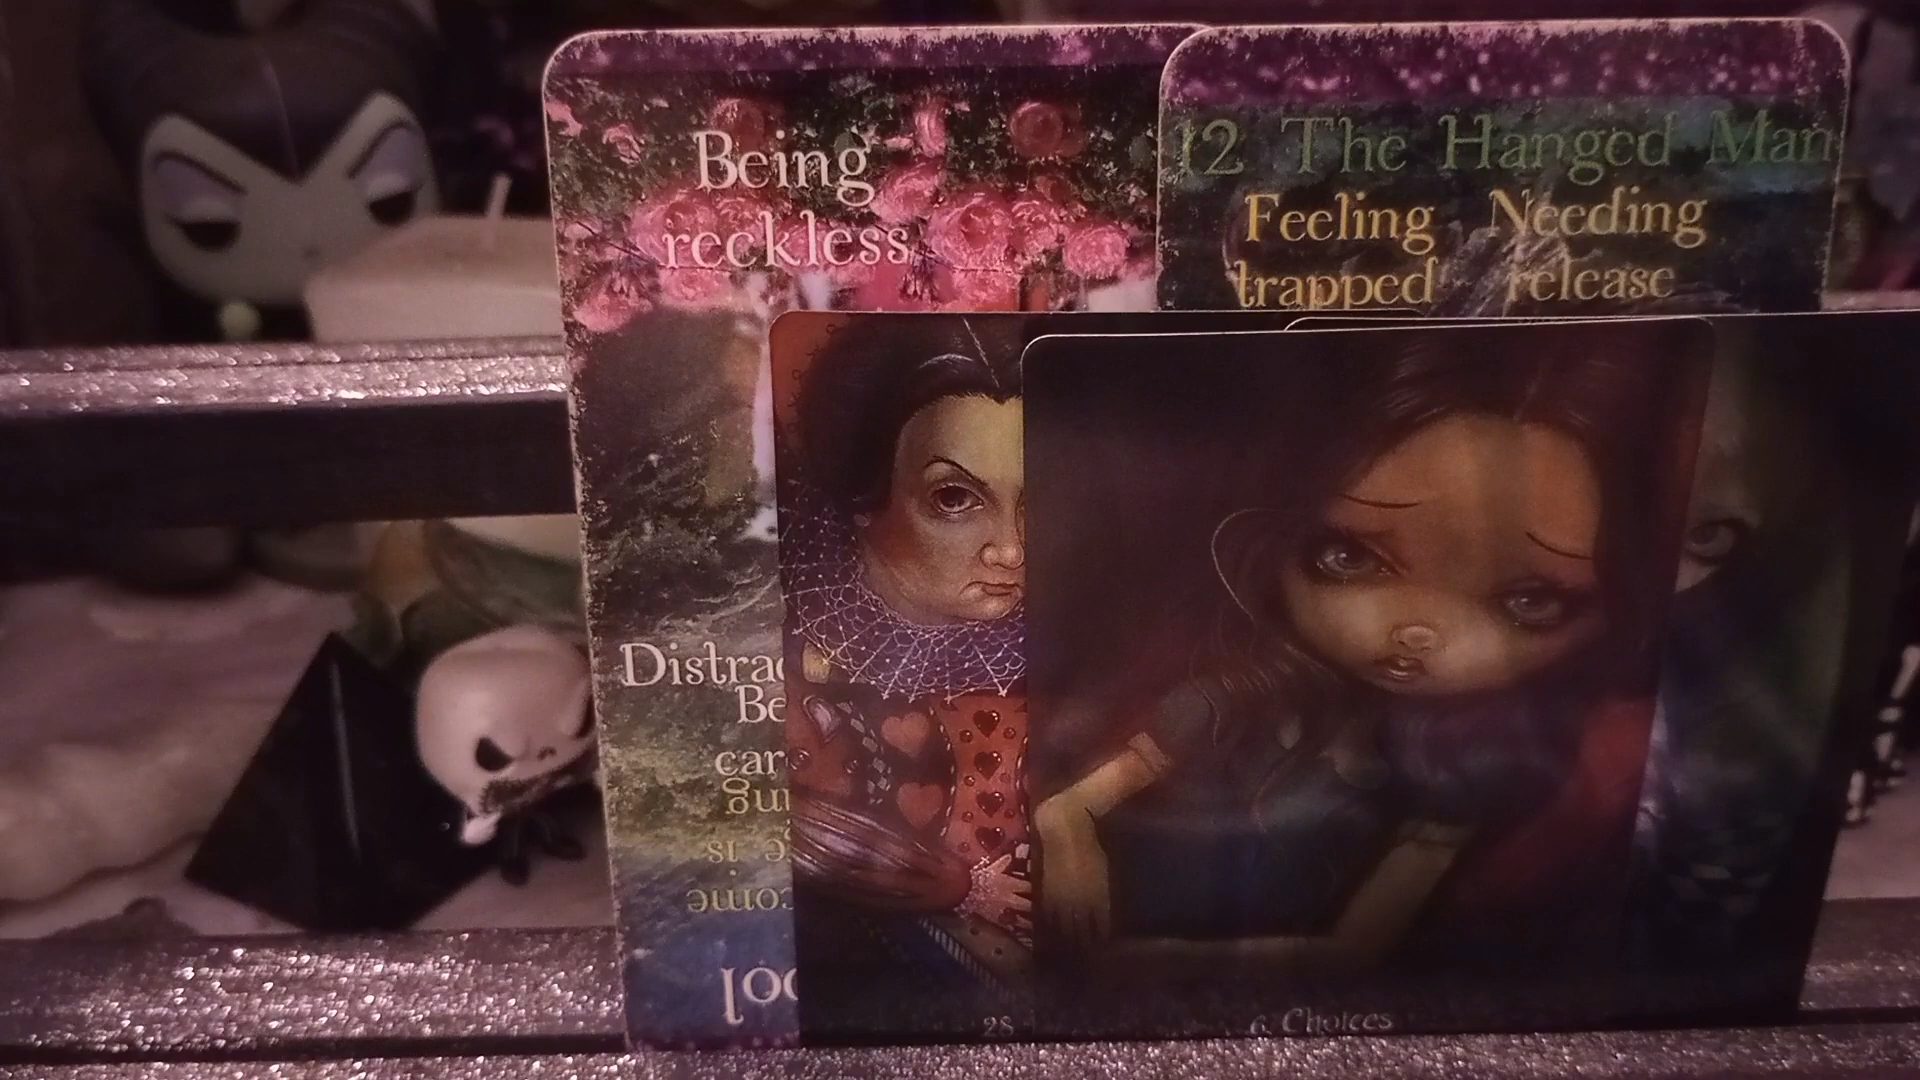 Being
reckless
12 The Hanged Man
Feeling Needing
trapped release
Distrac
Be
car
ng
e is
come
ool
28
6. Choices